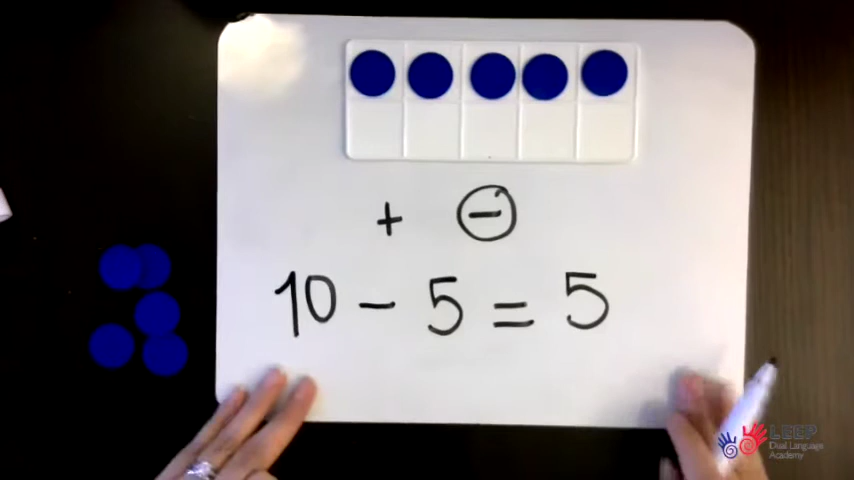 + −
10 − 5 = 5
LEEP
Dual Language
Academy